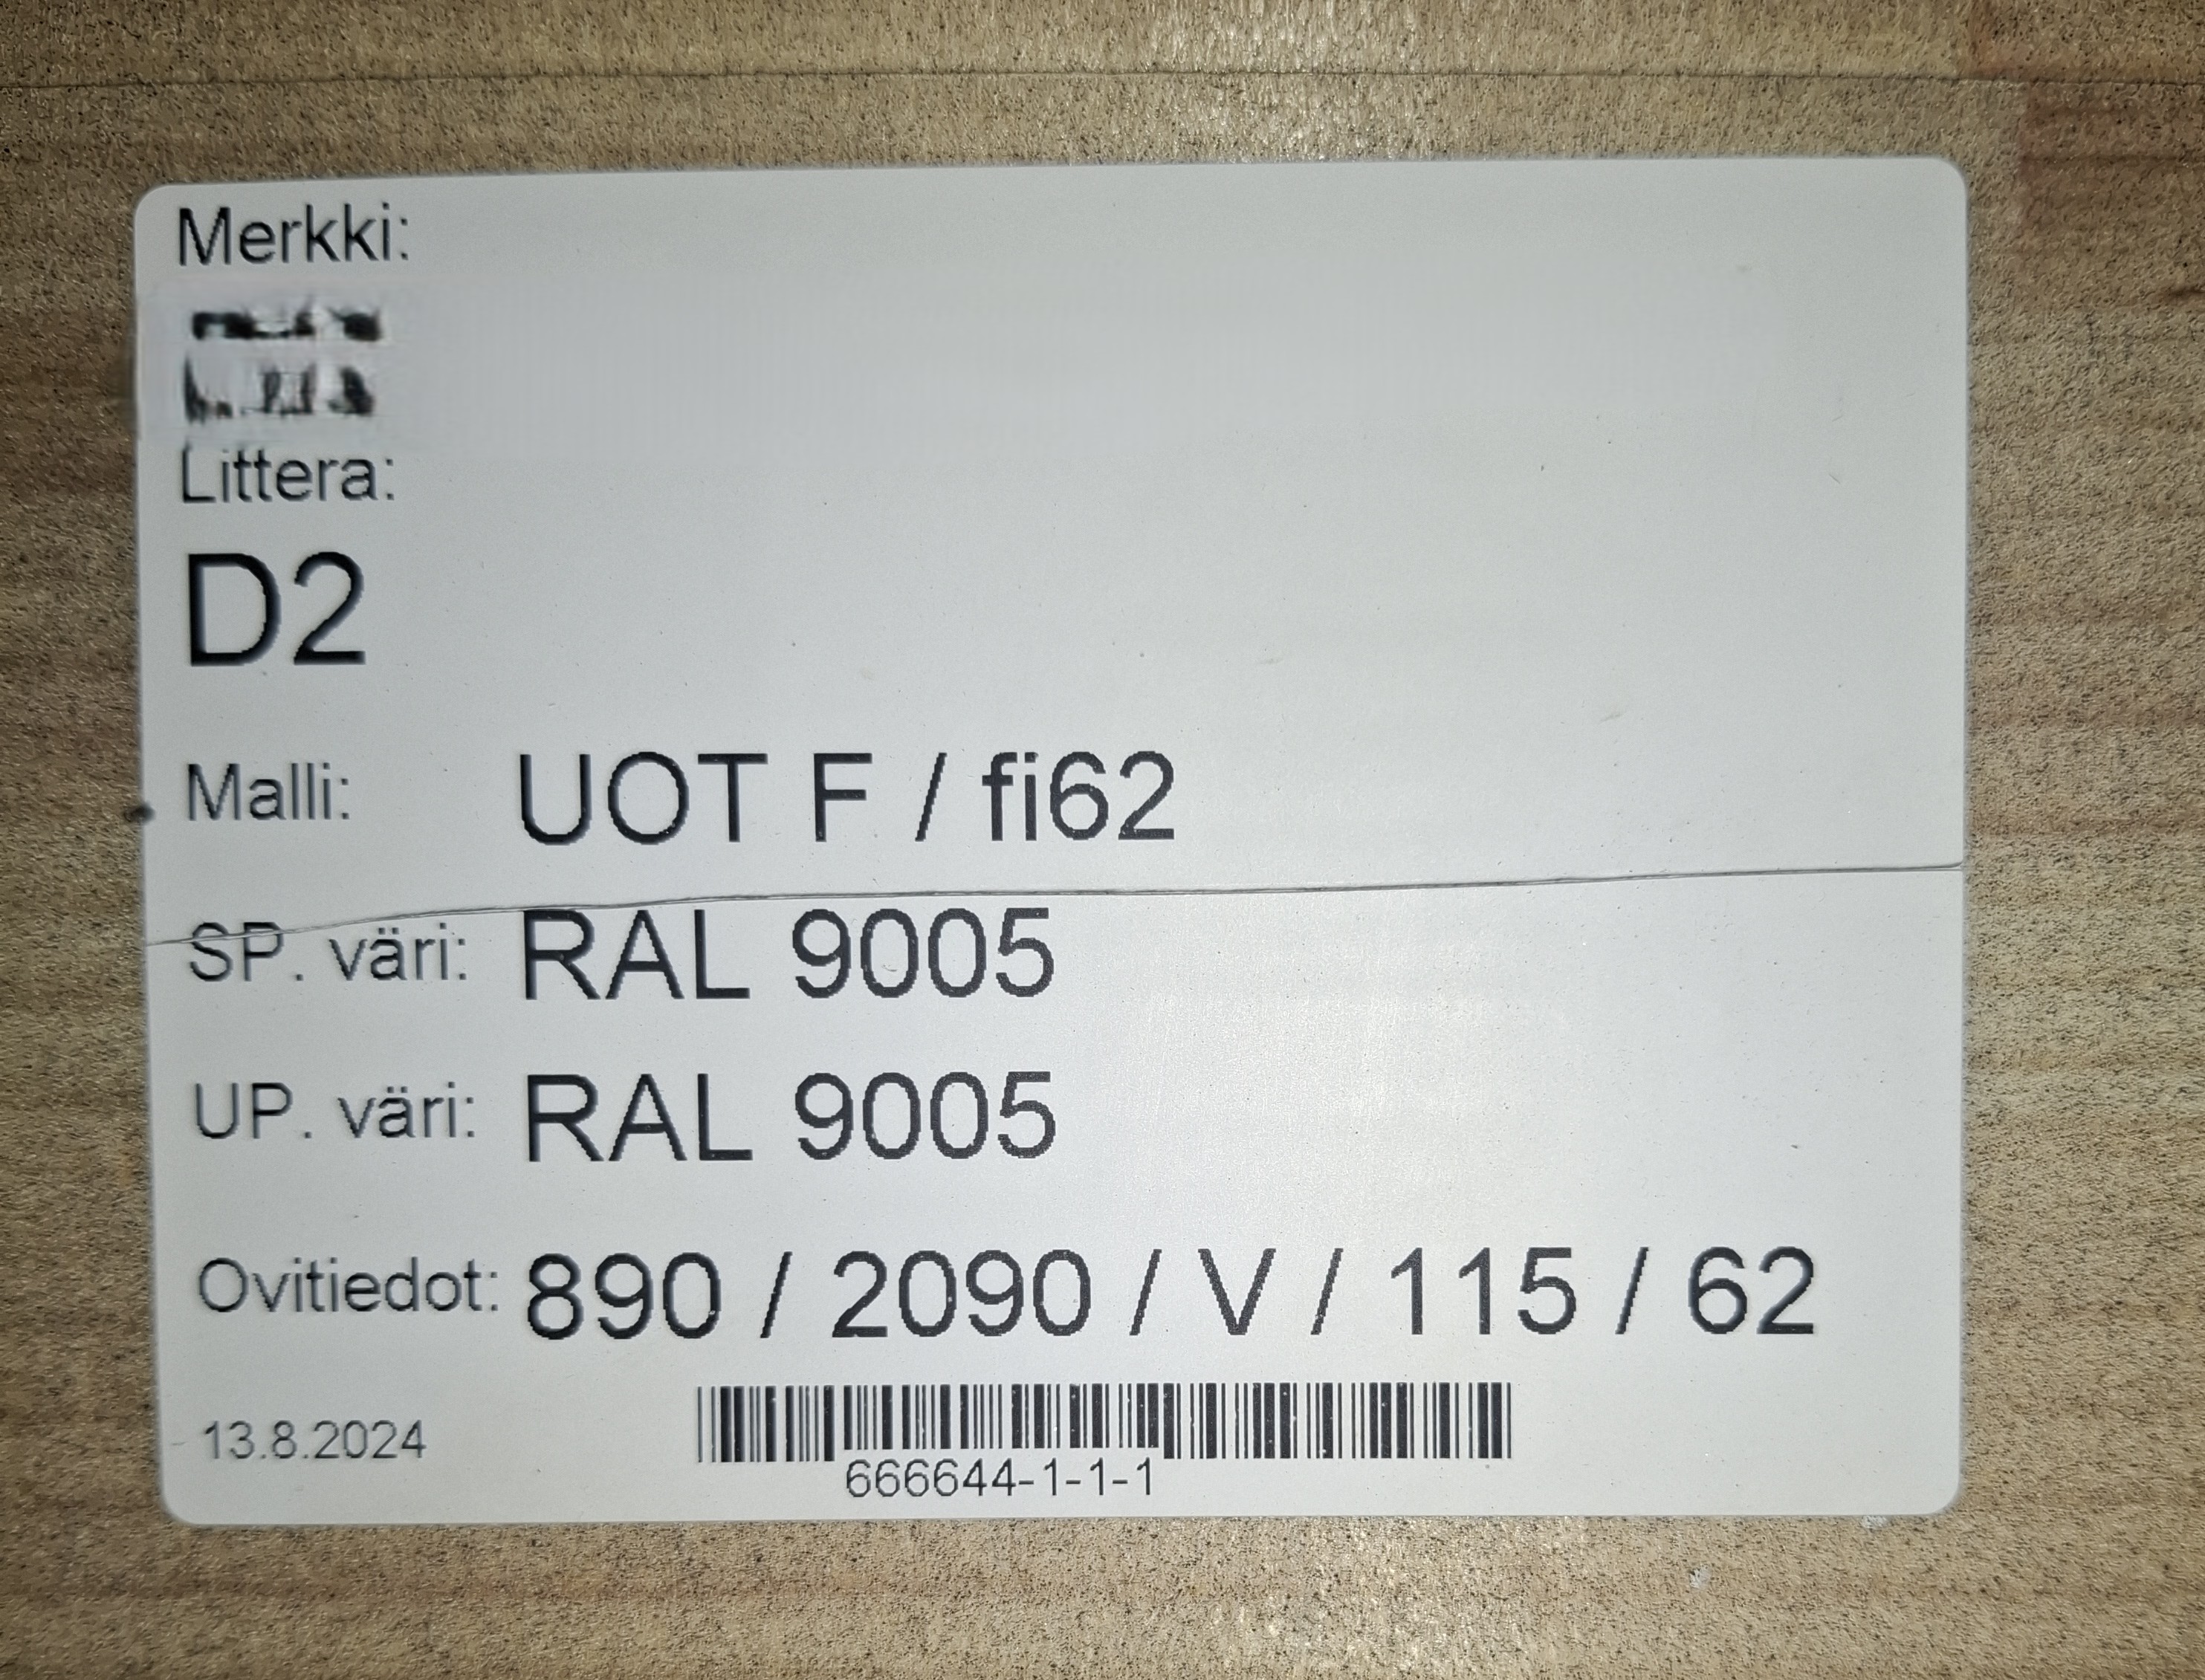 Merkki:
Littera:
D2
Malli: UOT F / fi62
SP. väri: RAL 9005
UP. väri: RAL 9005
Ovitiedot: 890 / 2090 / V / 115 / 62
13.8.2024
666644-1-1-1